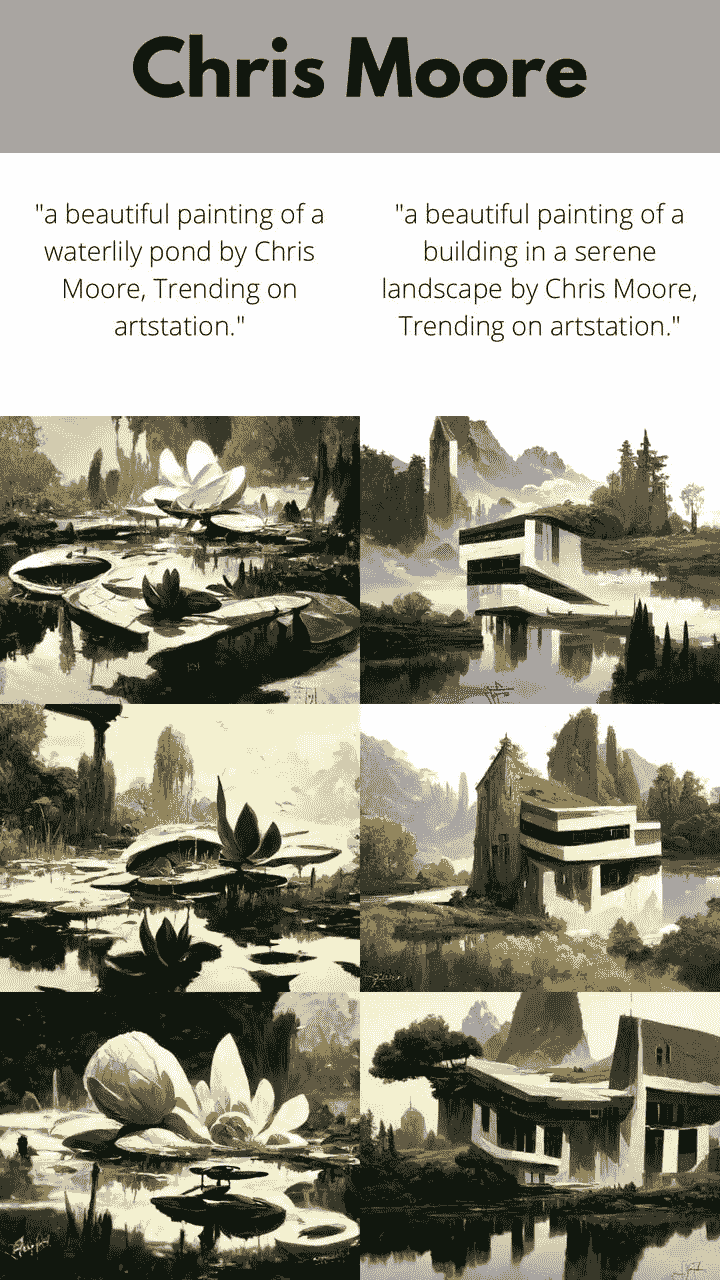 Chris Moore
"a beautiful painting of a
waterlily pond by Chris
Moore, Trending on
artstation."
"a beautiful painting of a
building in a serene
landscape by Chris Moore,
Trending on artstation."